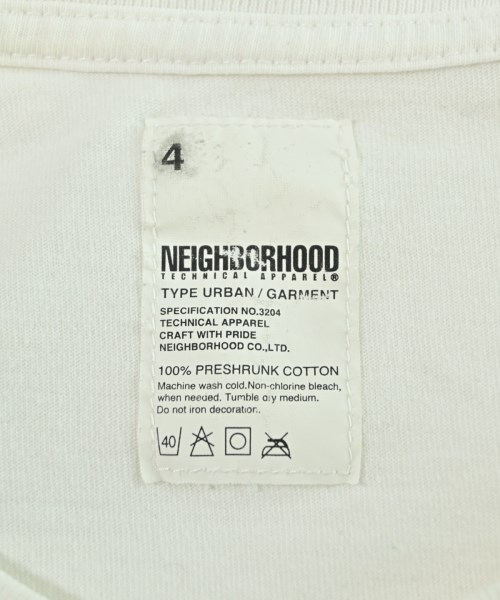 4
NEIGHBORHOOD
TECHNICAL APPAREL®
TYPE URBAN / GARMENT
SPECIFICATION NO.3204
TECHNICAL APPAREL
CRAFT WITH PRIDE
NEIGHBORHOOD CO.,LTD.
100% PRESHRUNK COTTON
Machine wash cold.Non-chlorine bleach,
when needed. Tumble dry medium.
Do not iron decoration.
40